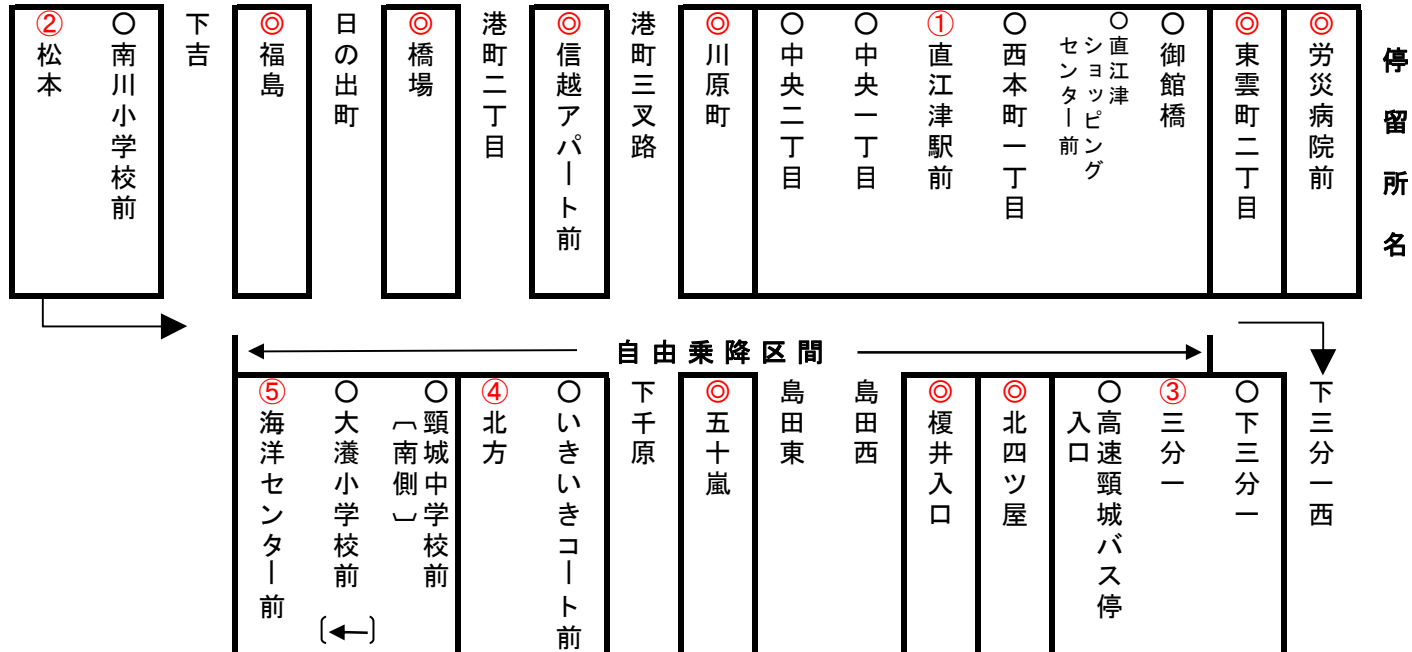 停留所名
◎労災病院前
◎東雲町二丁目
○御館橋
○直江津
ショッピング
センター前
○西本町一丁目
①直江津駅前
○中央一丁目
○中央二丁目
◎川原町
港町三叉路
◎信越アパート前
港町二丁目
◎橋場
日の出町
◎福島
下吉
○南川小学校前
②松本
自由乗降区間
下三分一西
○下三分一
③三分一
○高速頸城バス停
入口
◎北四ツ屋
◎榎井入口
島田西
島田東
◎五十嵐
下千原
○いきいきコート前
④北方
○頸城中学校前
〔南側〕
○大瀁小学校前
〔←〕
⑤海洋センター前